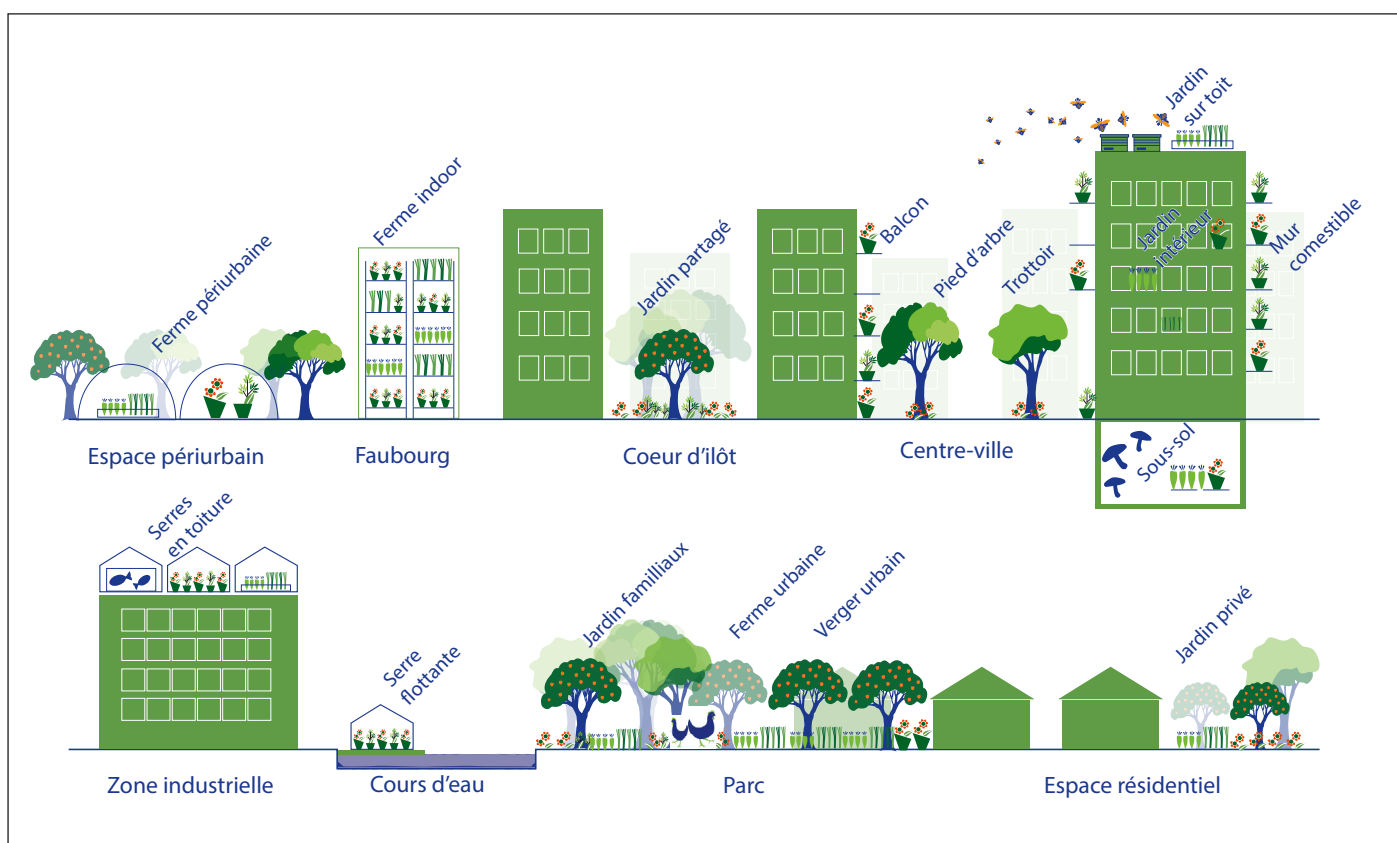 Ferme périurbaine
Ferme indoor
Jardin partagé
Balcon
Pied d'arbre
Trottoir
Jardin
sur toit
Jardin
intérieur
Mur
comestible
Sous-sol
Espace périurbain
Faubourg
Coeur d'ilôt
Centre-ville
Serres
en toiture
Serre
flottante
Jardin familliaux
Ferme urbaine
Verger urbain
Jardin privé
Zone industrielle
Cours d'eau
Parc
Espace résidentiel